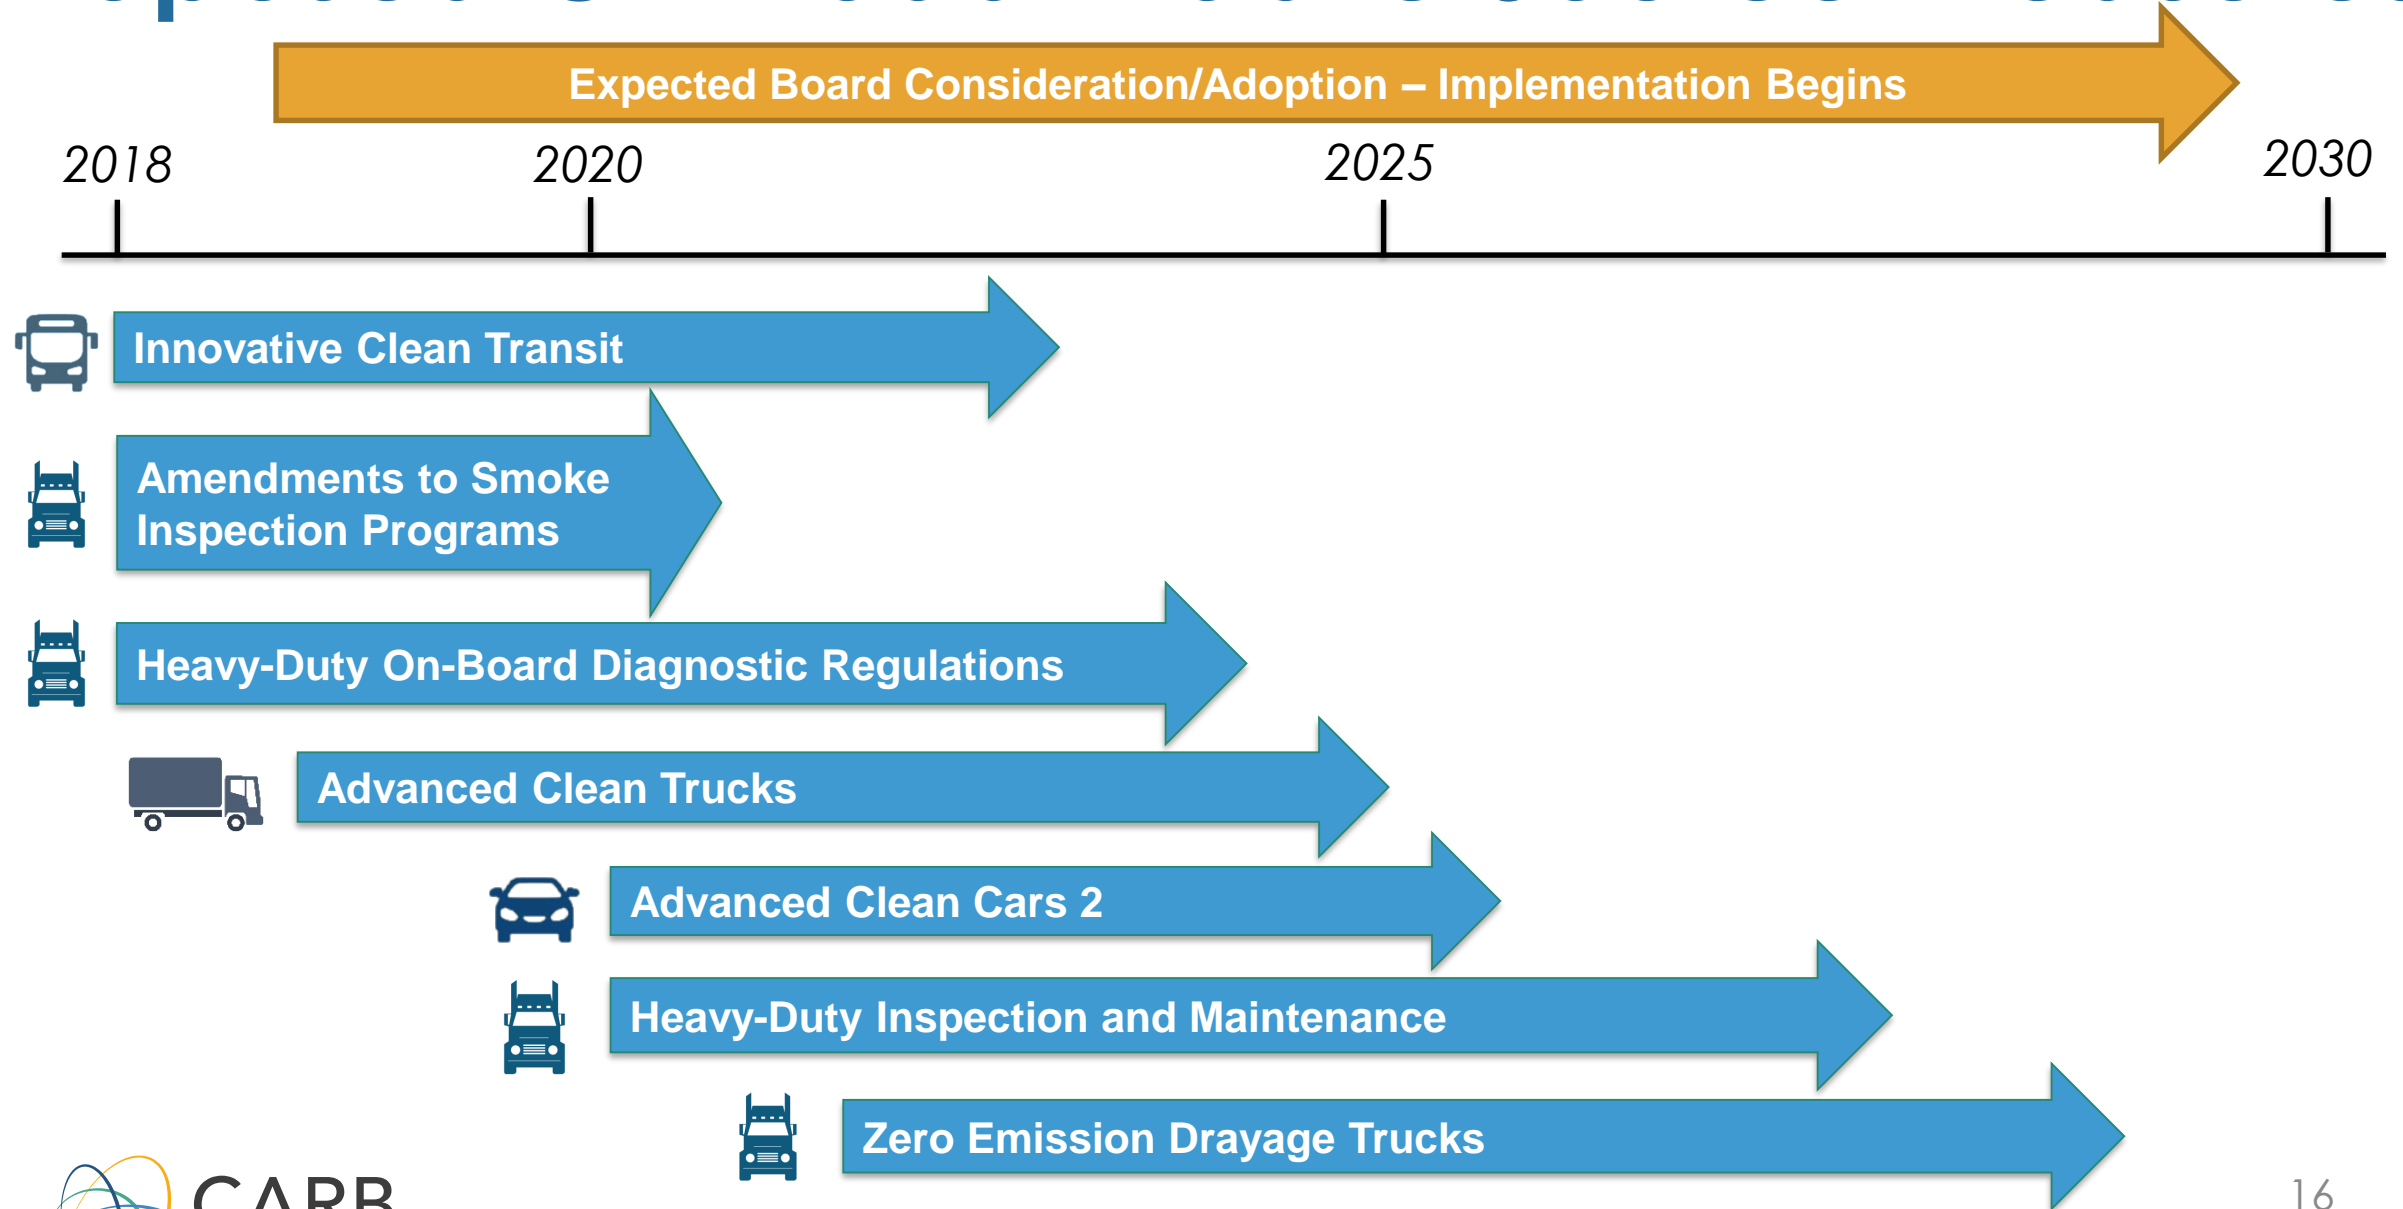 Expected Board Consideration/Adoption – Implementation Begins
2018 2020 2025 2030
Innovative Clean Transit
Amendments to Smoke
Inspection Programs
Heavy-Duty On-Board Diagnostic Regulations
Advanced Clean Trucks
Advanced Clean Cars 2
Heavy-Duty Inspection and Maintenance
Zero Emission Drayage Trucks
CARB
16